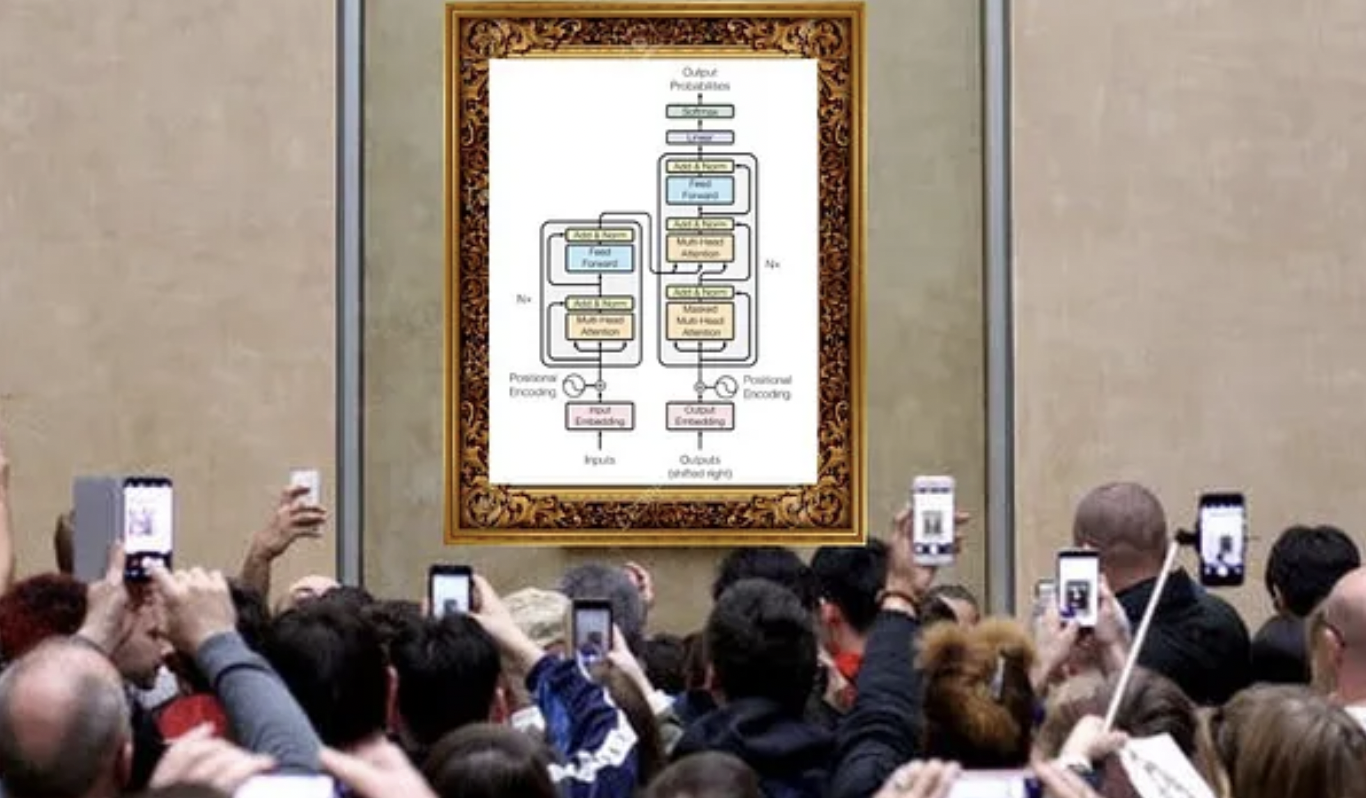 Output
Probabilities
Softmax
Linear
Add & Norm
Feed
Forward
Add & Norm
Multi-Head
Attention
Add & Norm
Masked
Multi-Head
Attention
Nx
Add & Norm
Feed
Forward
Add & Norm
Multi-Head
Attention
Nx
Positional
Encoding
Positional
Encoding
Input
Embedding
Output
Embedding
Inputs
Outputs
(shifted right)